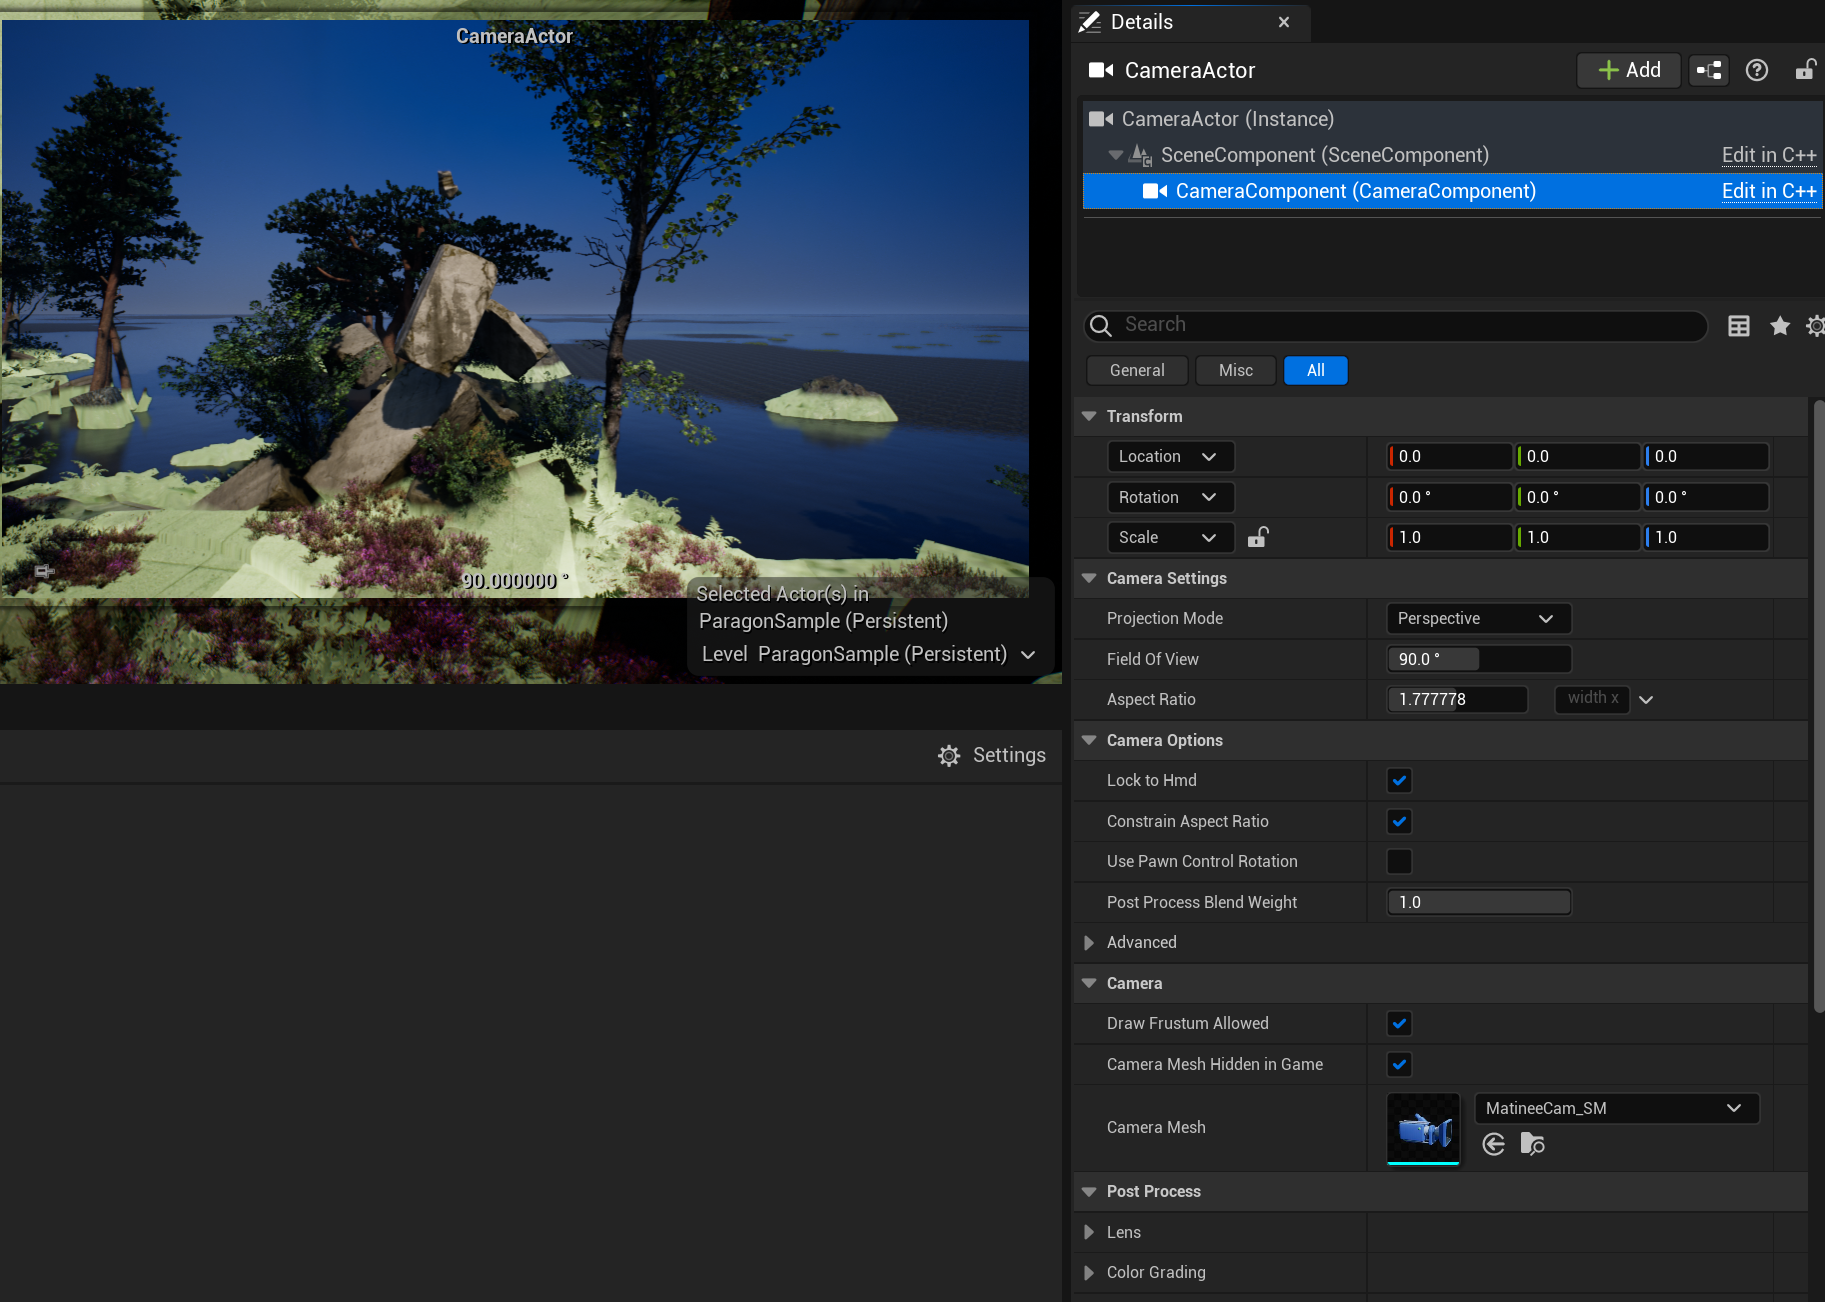 CameraActor
90.000000 °
Selected Actor(s) in
ParagonSample (Persistent)
Level ParagonSample (Persistent)
Settings
Details
CameraActor
Add
CameraActor (Instance)
SceneComponent (SceneComponent) Edit in C++
CameraComponent (CameraComponent) Edit in C++
Search
General Misc All
Transform
Location 0.0 0.0 0.0
Rotation 0.0 ° 0.0 ° 0.0 °
Scale 1.0 1.0 1.0
Camera Settings
Projection Mode Perspective
Field Of View 90.0 °
Aspect Ratio 1.777778 width x
Camera Options
Lock to Hmd
Constrain Aspect Ratio
Use Pawn Control Rotation
Post Process Blend Weight 1.0
Advanced
Camera
Draw Frustum Allowed
Camera Mesh Hidden in Game
Camera Mesh MatineeCam_SM
Post Process
Lens
Color Grading